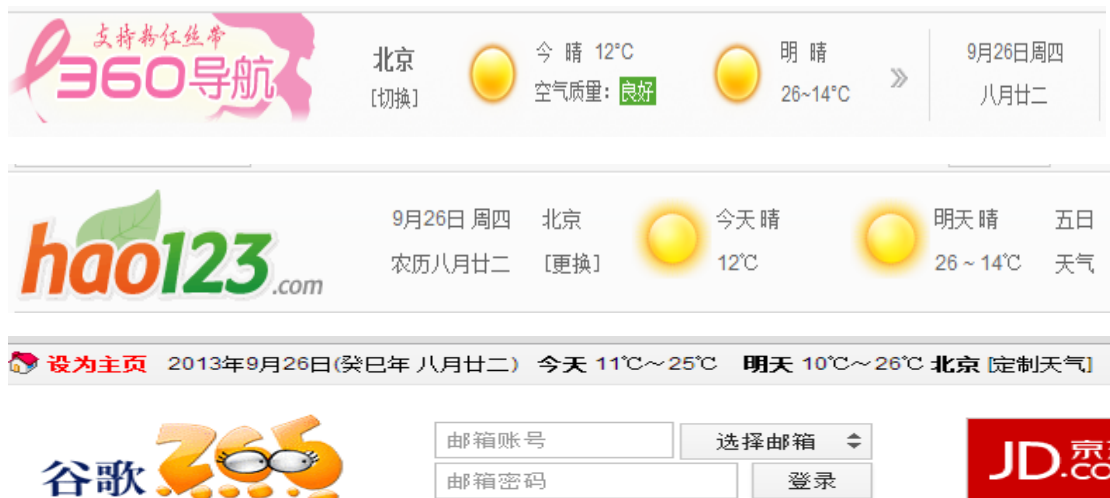 支持粉红丝带
360导航
北京
[切换]
今 晴 12°C
空气质量：良好
明 晴
26~14°C
9月26日周四
八月廿二
hao123.com
9月26日 周四 北京
农历八月廿二 [更换]
今天 晴
12℃
明天 晴
26 ~ 14℃
五日
天气
设为主页 2013年9月26日(癸巳年 八月廿二) 今天 11℃～25℃ 明天 10℃～26℃ 北京 [定制天气]
谷歌 265
邮箱账号 选择邮箱
邮箱密码 登录
JD.